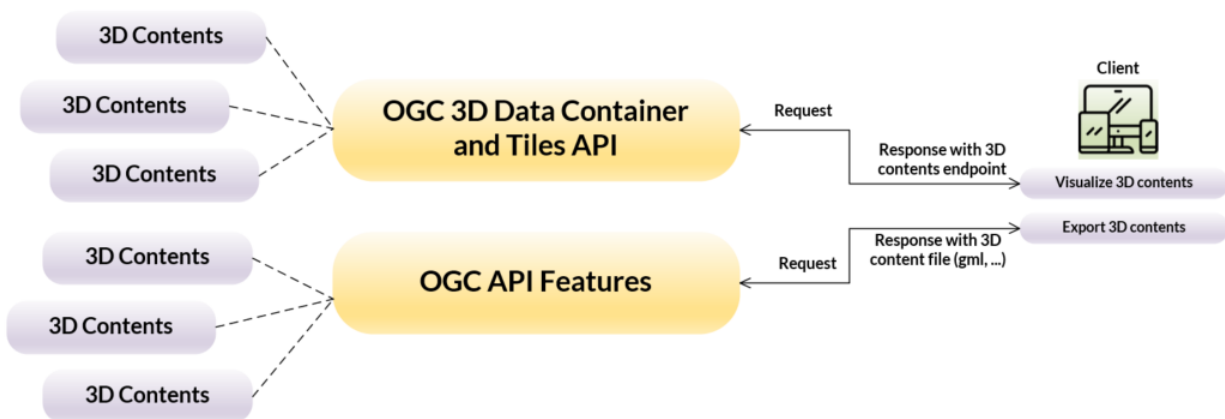 3D Contents
3D Contents
3D Contents
OGC 3D Data Container
and Tiles API
Request
Response with 3D
contents endpoint
Client
Visualize 3D contents
3D Contents
3D Contents
3D Contents
OGC API Features
Request
Response with 3D
content file (gml, ...)
Export 3D contents